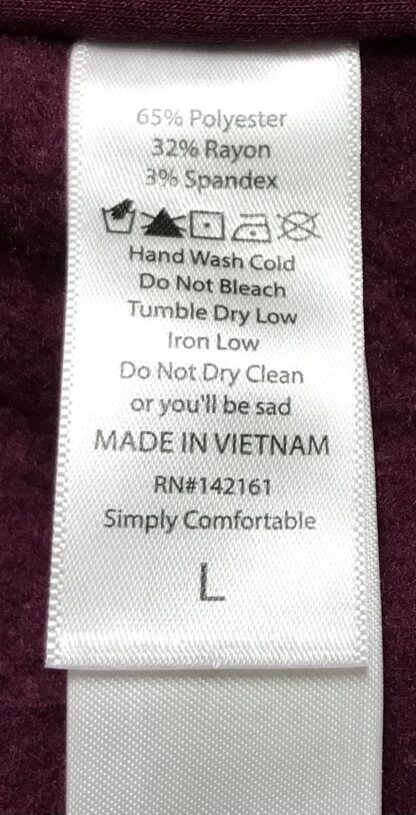 65% Polyester
32% Rayon
3% Spandex
Hand Wash Cold
Do Not Bleach
Tumble Dry Low
Iron Low
Do Not Dry Clean
or you'll be sad
MADE IN VIETNAM
RN#142161
Simply Comfortable
L